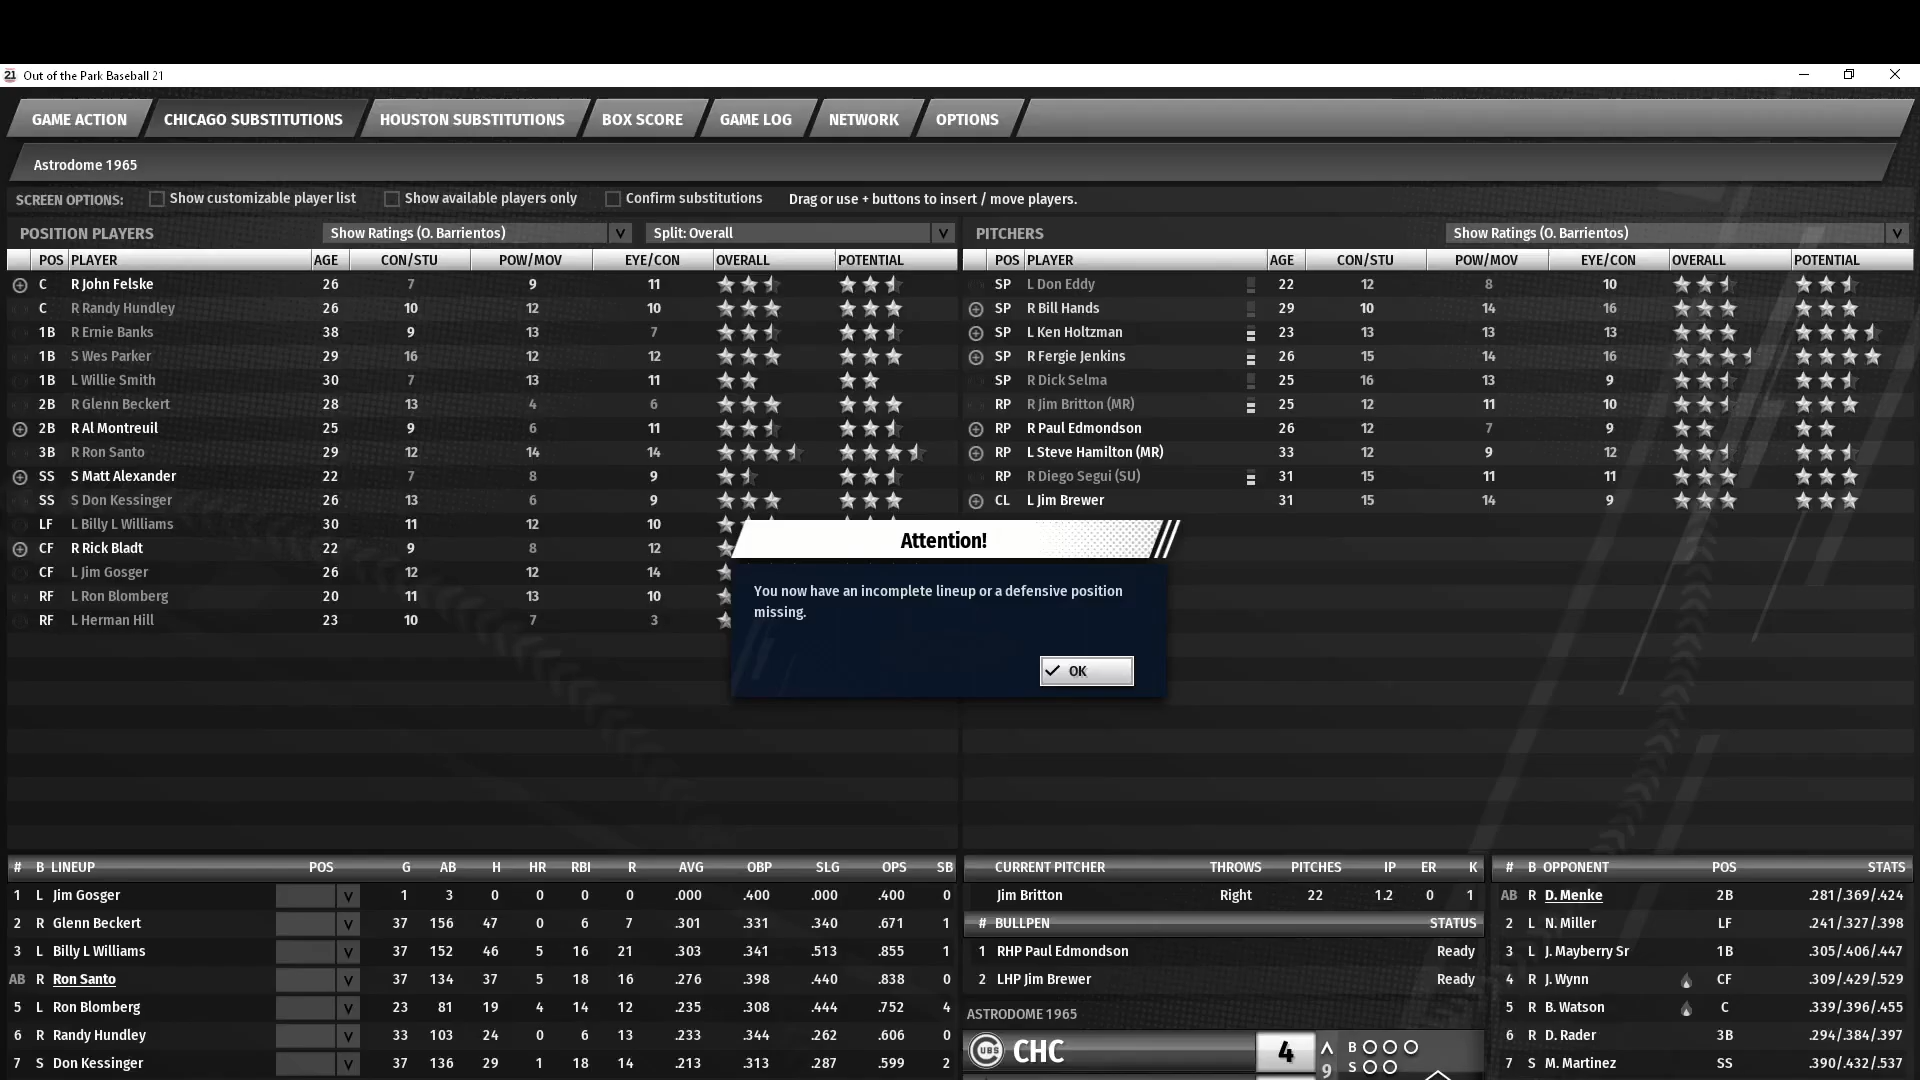 21 Out of the Park Baseball 21
GAME ACTION CHICAGO SUBSTITUTIONS HOUSTON SUBSTITUTIONS BOX SCORE GAME LOG NETWORK OPTIONS
Astrodome 1965
SCREEN OPTIONS: Show customizable player list Show available players only Confirm substitutions Drag or use + buttons to insert / move players.
POSITION PLAYERS Show Ratings (O. Barrientos) Split: Overall
POS PLAYER AGE CON/STU POW/MOV EYE/CON OVERALL POTENTIAL
C R John Felske 26 7 9 11
C R Randy Hundley 26 10 12 10
1B R Ernie Banks 38 9 13 7
1B S Wes Parker 29 16 12 12
1B L Willie Smith 30 7 13 11
2B R Glenn Beckert 28 13 4 6
2B R Al Montreuil 25 9 6 11
3B R Ron Santo 29 12 14 14
SS S Matt Alexander 22 7 8 9
SS S Don Kessinger 26 13 6 9
LF L Billy L Williams 30 11 12 10
CF R Rick Bladt 22 9 8 12
CF L Jim Gosger 26 12 12 14
RF L Ron Blomberg 20 11 13 10
RF L Herman Hill 23 10 7 3
PITCHERS Show Ratings (O. Barrientos)
POS PLAYER AGE CON/STU POW/MOV EYE/CON OVERALL POTENTIAL
SP L Don Eddy 22 12 8 10
SP R Bill Hands 29 10 14 16
SP L Ken Holtzman 23 13 13 13
SP R Fergie Jenkins 26 15 14 16
SP R Dick Selma 25 16 13 9
RP R Jim Britton (MR) 25 12 11 10
RP R Paul Edmondson 26 12 7 9
RP L Steve Hamilton (MR) 33 12 9 12
RP R Diego Segui (SU) 31 15 11 11
CL L Jim Brewer 31 15 14 9
Attention!
You now have an incomplete lineup or a defensive position
missing.
OK
# B LINEUP POS G AB H HR RBI R AVG OBP SLG OPS SB
1 L Jim Gosger 1 3 0 0 0 0 .000 .400 .000 .400 0
2 R Glenn Beckert 37 156 47 0 6 7 .301 .331 .340 .671 1
3 L Billy L Williams 37 152 46 5 16 21 .303 .341 .513 .855 1
AB R Ron Santo 37 134 37 5 18 16 .276 .398 .440 .838 0
5 L Ron Blomberg 23 81 19 4 14 12 .235 .308 .444 .752 4
6 R Randy Hundley 33 103 24 0 6 13 .233 .344 .262 .606 0
7 S Don Kessinger 37 136 29 1 18 14 .213 .313 .287 .599 2
CURRENT PITCHER THROWS PITCHES IP ER K
Jim Britton Right 22 1.2 0 1
# BULLPEN STATUS
1 RHP Paul Edmondson Ready
2 LHP Jim Brewer Ready
ASTRODOME 1965
CUBS CHC 4 9 B S
# B OPPONENT POS STATS
AB R D. Menke 2B .281/.369/.424
2 L N. Miller LF .241/.327/.398
3 L J. Mayberry Sr 1B .305/.406/.447
4 R J. Wynn CF .309/.429/.529
5 R B. Watson C .339/.396/.455
6 R D. Rader 3B .294/.384/.397
7 S M. Martinez SS .390/.432/.537